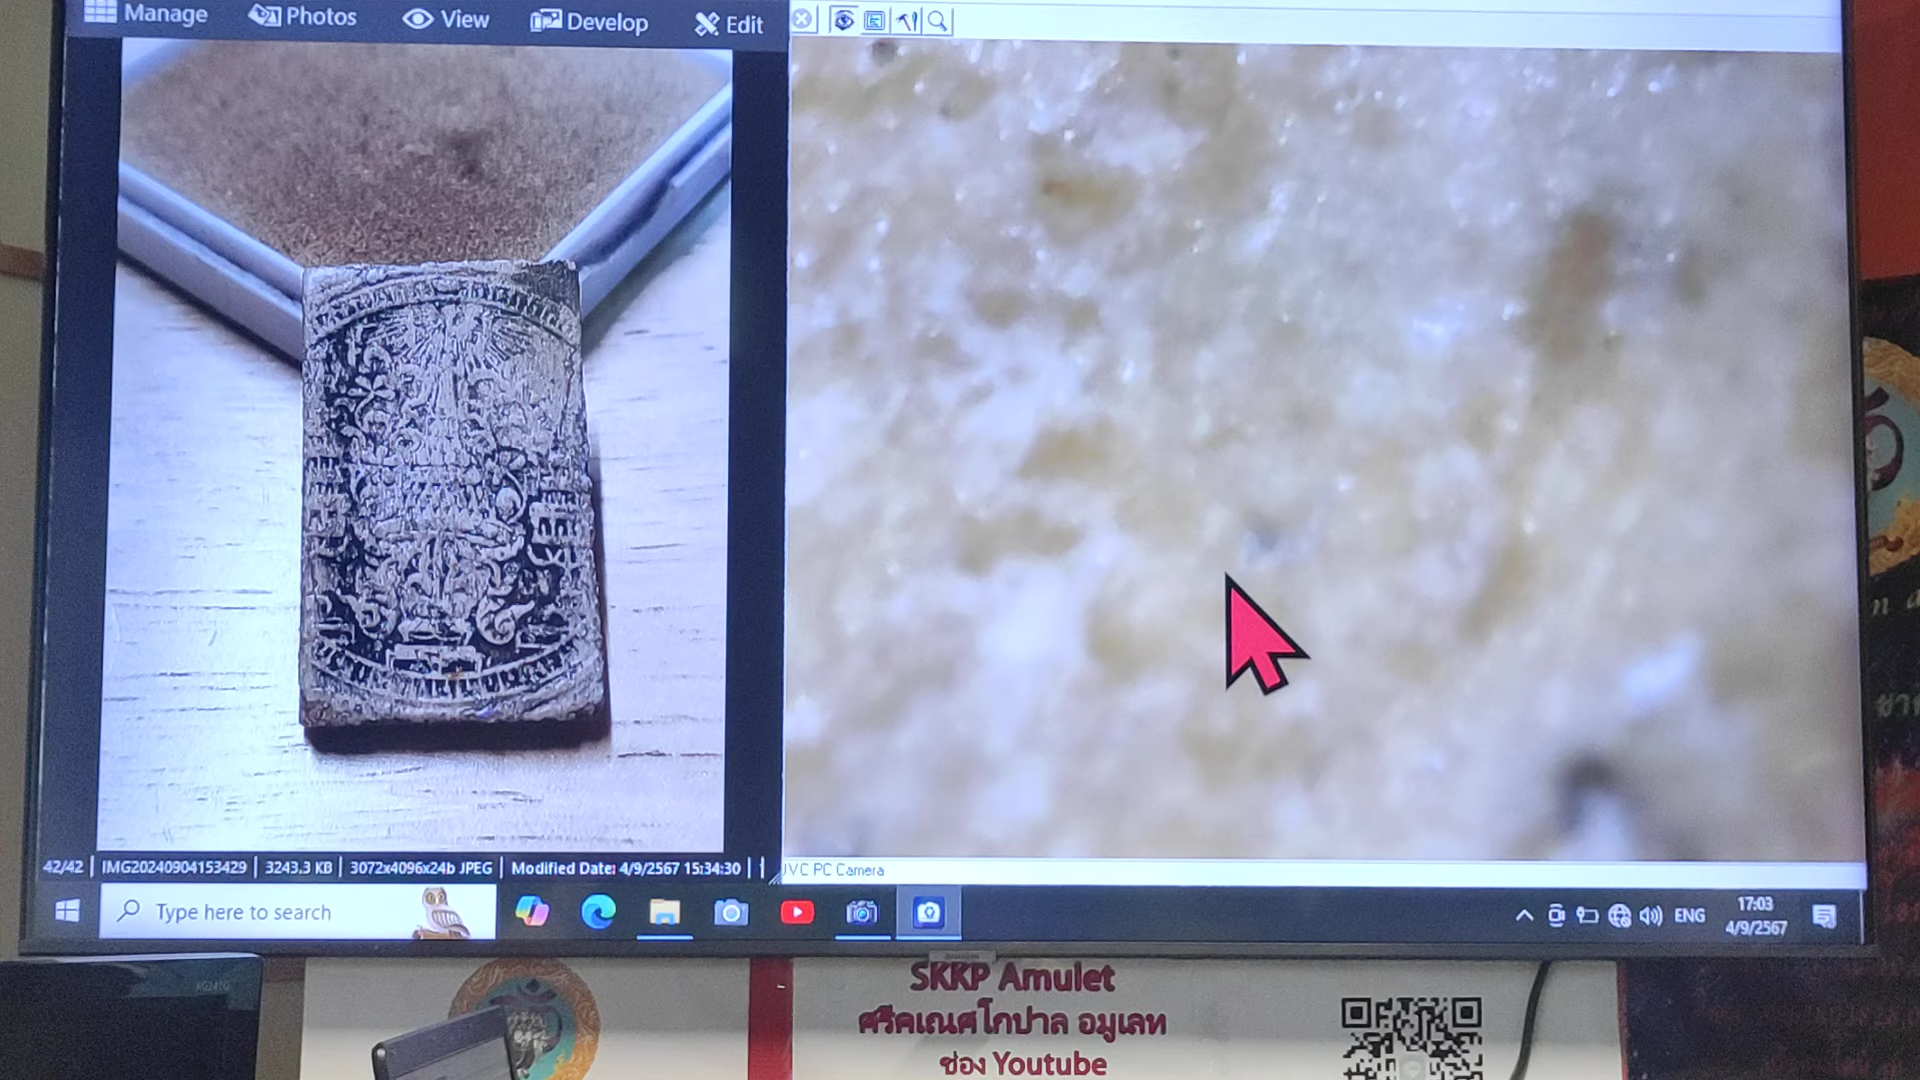 Manage
Photos
View
Develop
Edit
42/42 | IMG20240904153429 | 3243.3 KB | 3072x4096x24b JPEG | Modified Date: 4/9/2567 15:34:30 |
JVC PC Camera
Type here to search
ENG
17:03
4/9/2567
SKKP Amulet
ศรีคเณศโกปาล อมูเลท
ช่อง Youtube